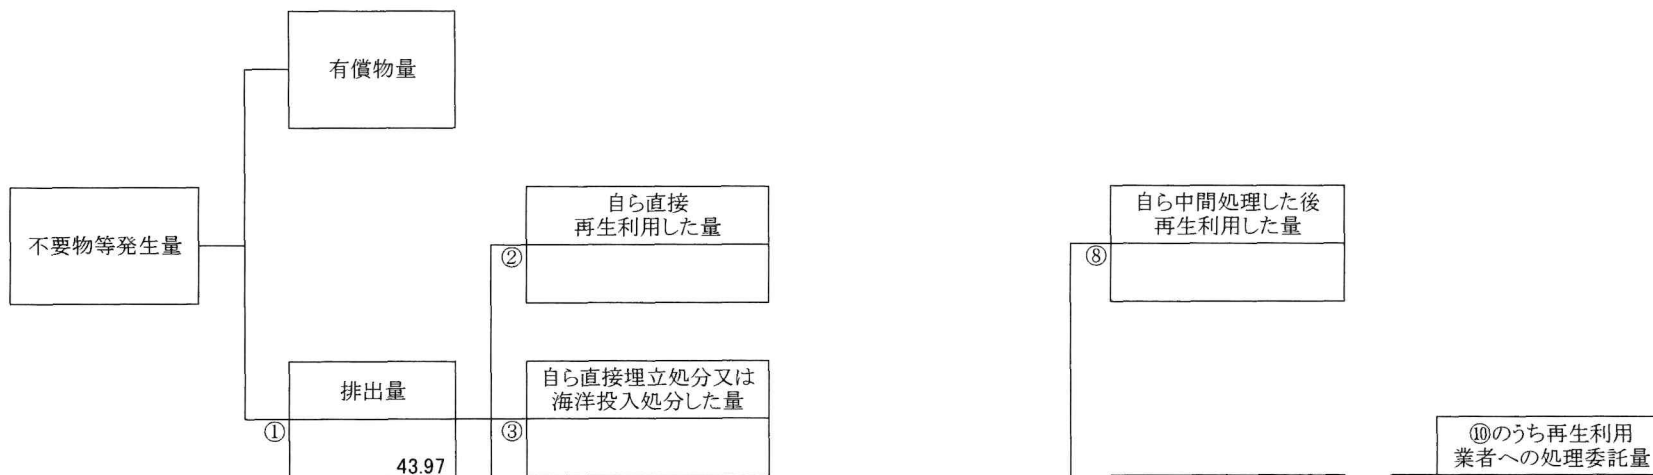 有償物量
不要物等発生量
自ら直接
再生利用した量
②
自ら中間処理した後
再生利用した量
⑧
排出量
①
43.97
自ら直接埋立処分又は
海洋投入処分した量
③
⑩のうち再生利用
業者への処理委託量